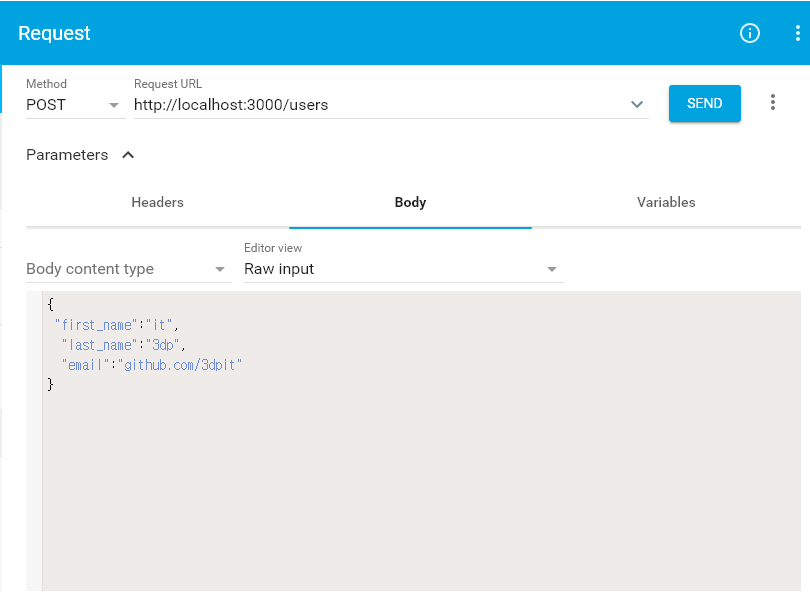 Request
Method
Request URL
POST
http://localhost:3000/users
SEND
Parameters
Headers
Body
Variables
Editor view
Body content type
Raw input
{
"first_name":"it",
"last_name":"3dp",
"email":"github.com/3dpit"
}